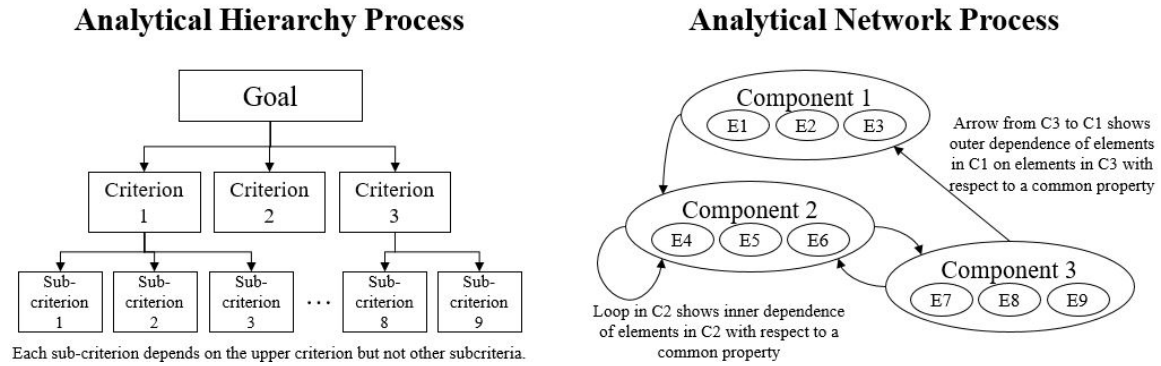 Analytical Hierarchy Process
Goal
Criterion
1
Criterion
2
Criterion
3
Sub-
criterion
1
Sub-
criterion
2
Sub-
criterion
3
...
Sub-
criterion
8
Sub-
criterion
9
Each sub-criterion depends on the upper criterion but not other subcriteria.
Analytical Network Process
Component 1
E1 E2 E3
Arrow from C3 to C1 shows
outer dependence of elements
in C1 on elements in C3 with
respect to a common property
Component 2
E4 E5 E6
Component 3
E7 E8 E9
Loop in C2 shows inner dependence
of elements in C2 with respect to a
common property